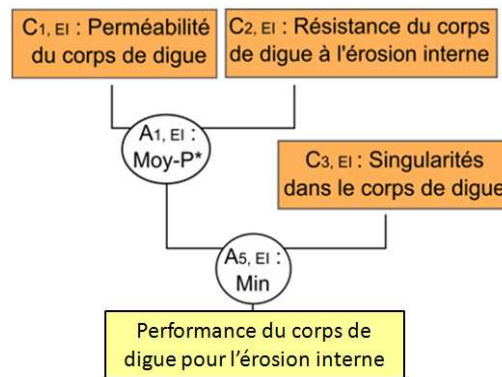 C1, EI : Perméabilité
du corps de digue
C2, EI : Résistance du corps
de digue à l'érosion interne
A1, EI :
Moy-P*
C3, EI : Singularités
dans le corps de digue
A5, EI :
Min
Performance du corps de
digue pour l'érosion interne